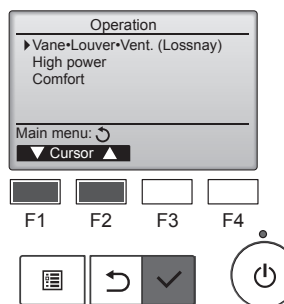 Operation
▶Vane•Louver•Vent. (Lossnay)
High power
Comfort
Main menu: ↺
▼ Cursor ▲
F1 F2 F3 F4